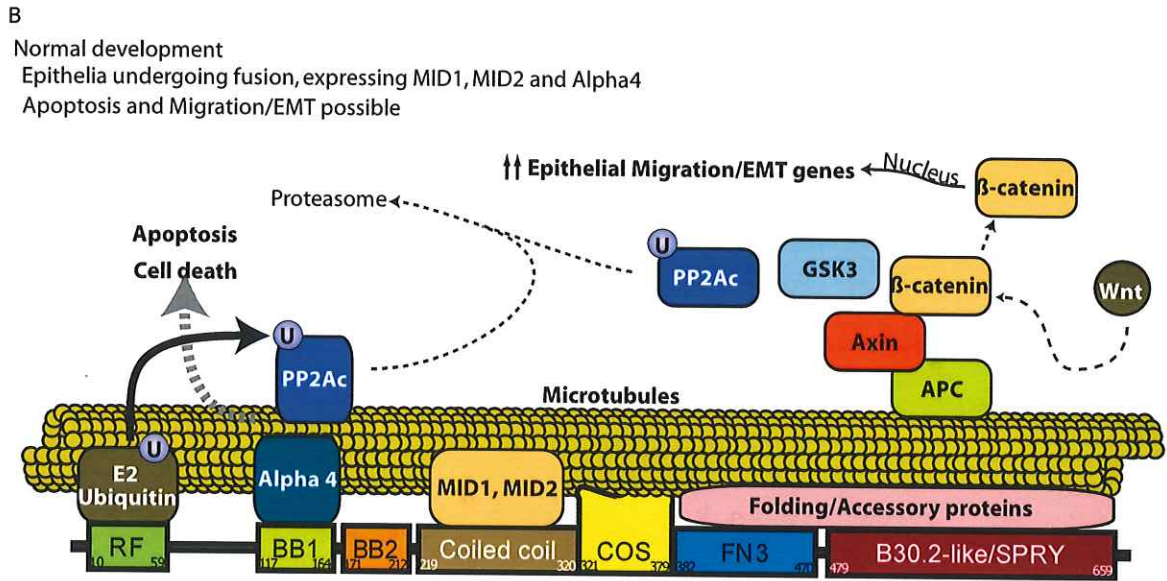 B
Normal development
Epithelia undergoing fusion, expressing MID1, MID2 and Alpha4
Apoptosis and Migration/EMT possible
Epithelial Migration/EMT genes
Nucleus
ß-catenin
Proteasome
Apoptosis
Cell death
U
PP2Ac
GSK3
ß-catenin
Wnt
U
PP2Ac
Axin
APC
Microtubules
U
E2
Ubiquitin
Alpha 4
MID1, MID2
Folding/Accessory proteins
RF
BB1
BB2
Coiled coil
COS
FN3
B30.2-like/SPRY
10 59 117 164 171 212 219 320 321 379 382 470 479 659